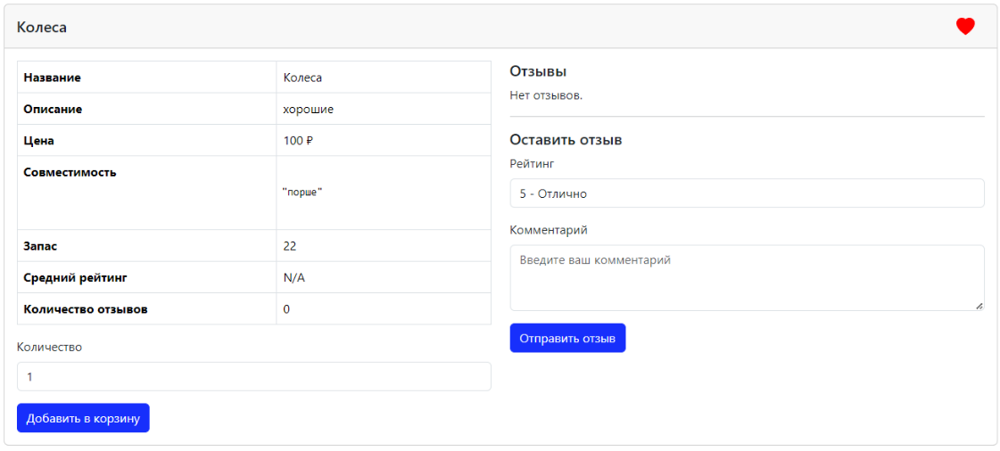 Колеса
Название Колеса
Описание хорошие
Цена 100 ₽
Совместимость "порше"
Запас 22
Средний рейтинг N/A
Количество отзывов 0
Количество
1
Добавить в корзину
Отзывы
Нет отзывов.
Оставить отзыв
Рейтинг
5 - Отлично
Комментарий
Введите ваш комментарий
Отправить отзыв